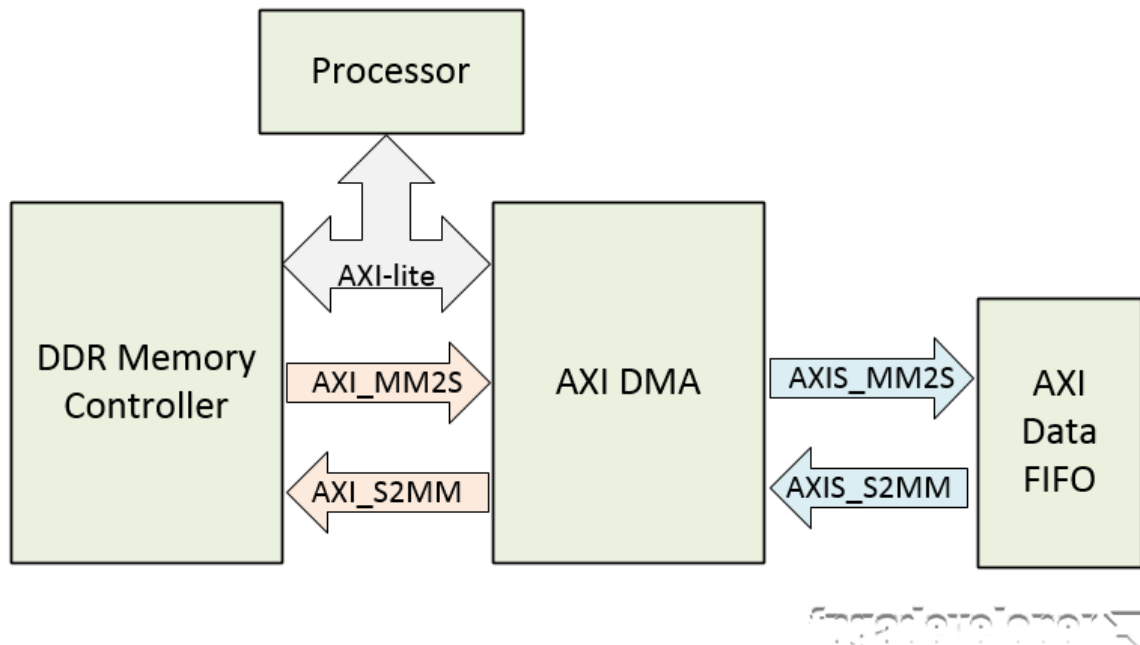 Processor
AXI-lite
DDR Memory
Controller
AXI_MM2S
AXI_S2MM
AXI DMA
AXIS_MM2S
AXIS_S2MM
AXI
Data
FIFO